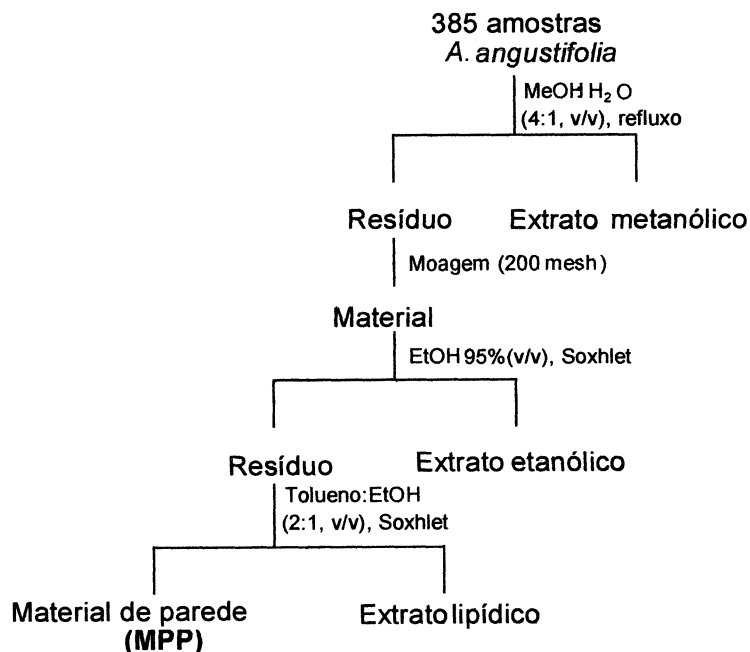 385 amostras
A. angustifolia
MeOH:H₂O
(4:1, v/v), refluxo
Resíduo Extrato metanólico
Moagem (200 mesh)
Material
EtOH 95%(v/v), Soxhlet
Resíduo Extrato etanólico
Tolueno:EtOH
(2:1, v/v), Soxhlet
Material de parede Extrato lipídico
(MPP)